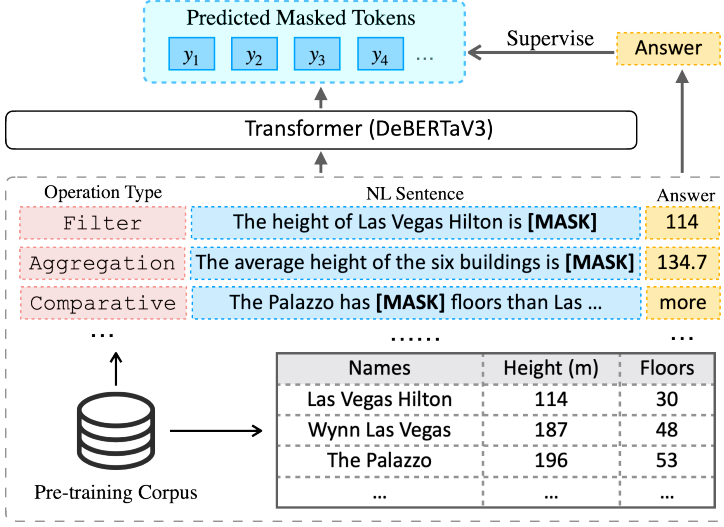 Predicted Masked Tokens
y1 y2 y3 y4 ...
Supervise
Answer
Transformer (DeBERTaV3)
Operation Type NL Sentence Answer
Filter The height of Las Vegas Hilton is [MASK] 114
Aggregation The average height of the six buildings is [MASK] 134.7
Comparative The Palazzo has [MASK] floors than Las ... more
... ...... ...
Names Height (m) Floors
Las Vegas Hilton 114 30
Wynn Las Vegas 187 48
The Palazzo 196 53
... ... ...
Pre-training Corpus